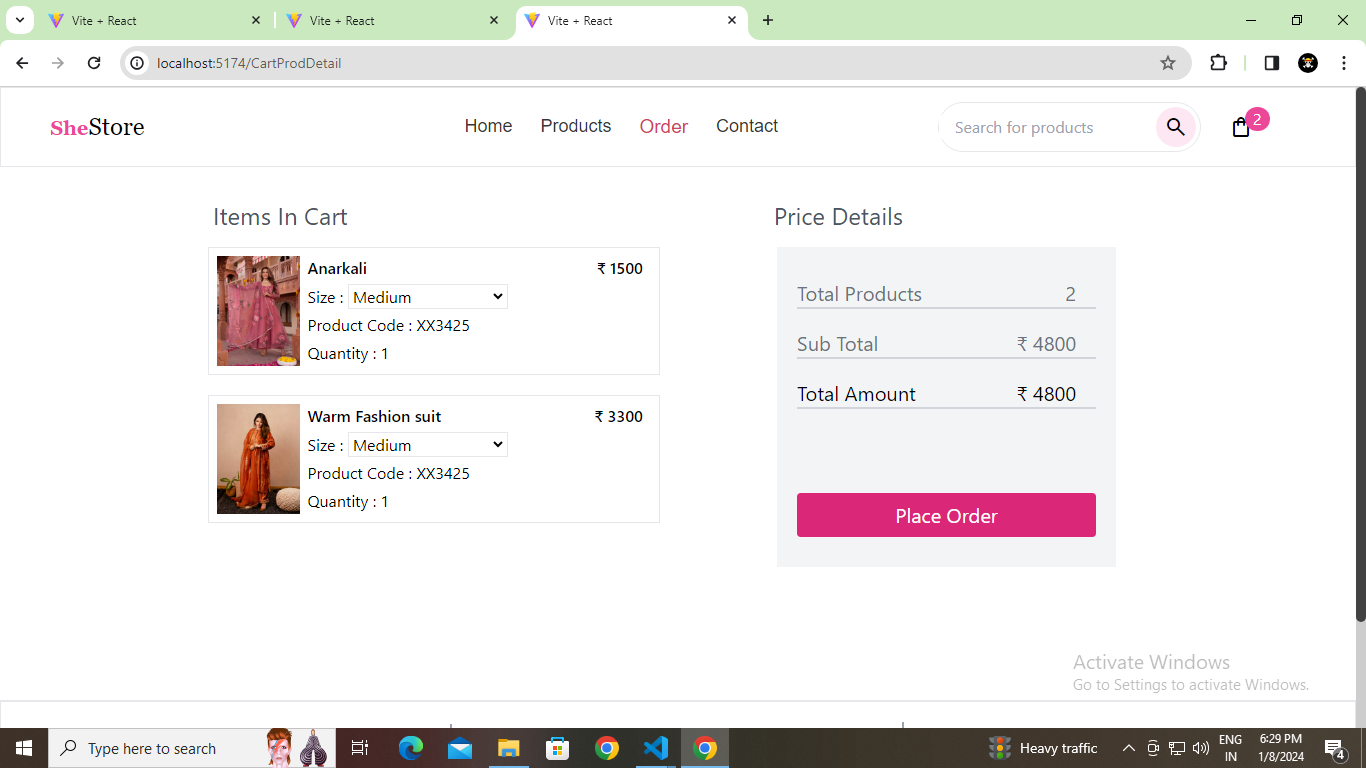 Vite + React
Vite + React
Vite + React
localhost:5174/CartProdDetail
SheStore
Home
Products
Order
Contact
Search for products
2
Items In Cart
Price Details
Anarkali
₹ 1500
Size : Medium
Product Code : XX3425
Quantity : 1
Warm Fashion suit
₹ 3300
Size : Medium
Product Code : XX3425
Quantity : 1
Total Products 2
Sub Total ₹ 4800
Total Amount ₹ 4800
Place Order
Activate Windows
Go to Settings to activate Windows.
Type here to search
Heavy traffic
ENG
IN
6:29 PM
1/8/2024
4